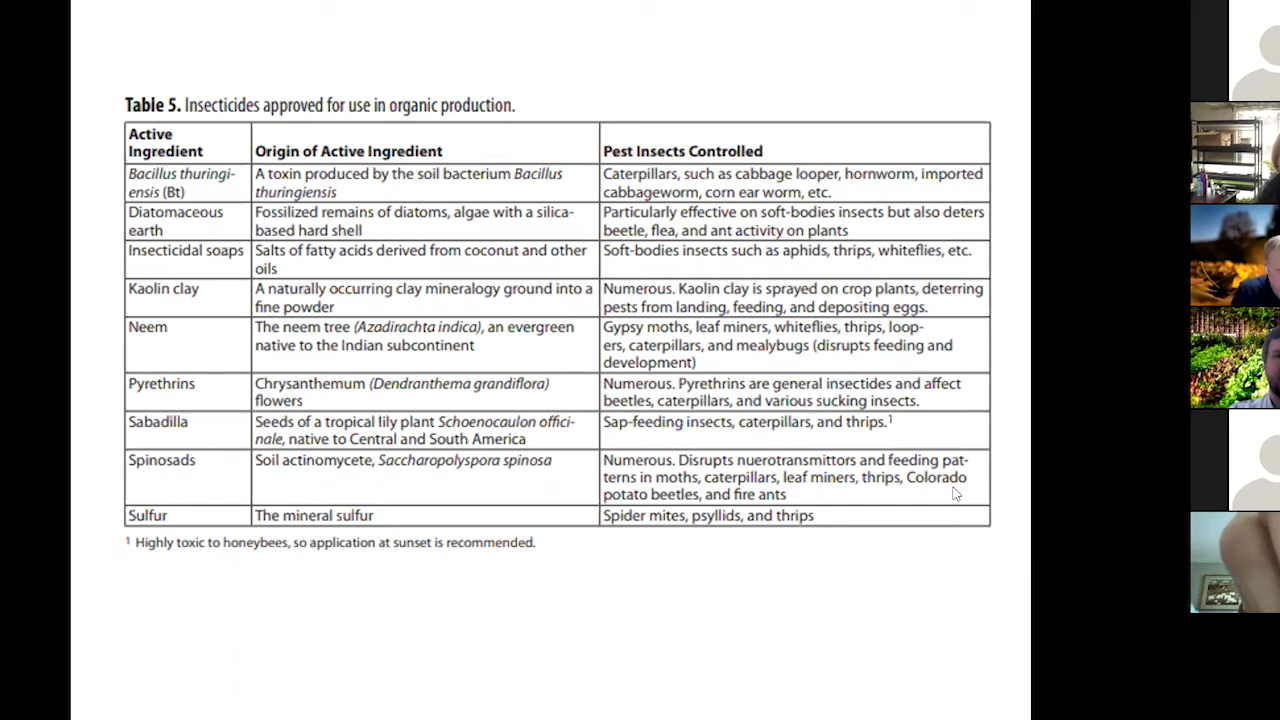 Table 5. Insecticides approved for use in organic production.
Active
Ingredient
Origin of Active Ingredient
Pest Insects Controlled
Bacillus thuringi-
ensis (Bt)
A toxin produced by the soil bacterium Bacillus
thuringiensis
Caterpillars, such as cabbage looper, hornworm, imported
cabbageworm, corn ear worm, etc.
Diatomaceous
earth
Fossilized remains of diatoms, algae with a silica-
based hard shell
Particularly effective on soft-bodies insects but also deters
beetle, flea, and ant activity on plants
Insecticidal soaps
Salts of fatty acids derived from coconut and other
oils
Soft-bodies insects such as aphids, thrips, whiteflies, etc.
Kaolin clay
A naturally occurring clay mineralogy ground into a
fine powder
Numerous. Kaolin clay is sprayed on crop plants, deterring
pests from landing, feeding, and depositing eggs.
Neem
The neem tree (Azadirachta indica), an evergreen
native to the Indian subcontinent
Gypsy moths, leaf miners, whiteflies, thrips, loop-
ers, caterpillars, and mealybugs (disrupts feeding and
development)
Pyrethrins
Chrysanthemum (Dendranthema grandiflora)
flowers
Numerous. Pyrethrins are general insectides and affect
beetles, caterpillars, and various sucking insects.
Sabadilla
Seeds of a tropical lily plant Schoenocaulon offici-
nale, native to Central and South America
Sap-feeding insects, caterpillars, and thrips.¹
Spinosads
Soil actinomycete, Saccharopolyspora spinosa
Numerous. Disrupts nuerotransmittors and feeding pat-
terns in moths, caterpillars, leaf miners, thrips, Colorado
potato beetles, and fire ants
Sulfur
The mineral sulfur
Spider mites, psyllids, and thrips
¹ Highly toxic to honeybees, so application at sunset is recommended.